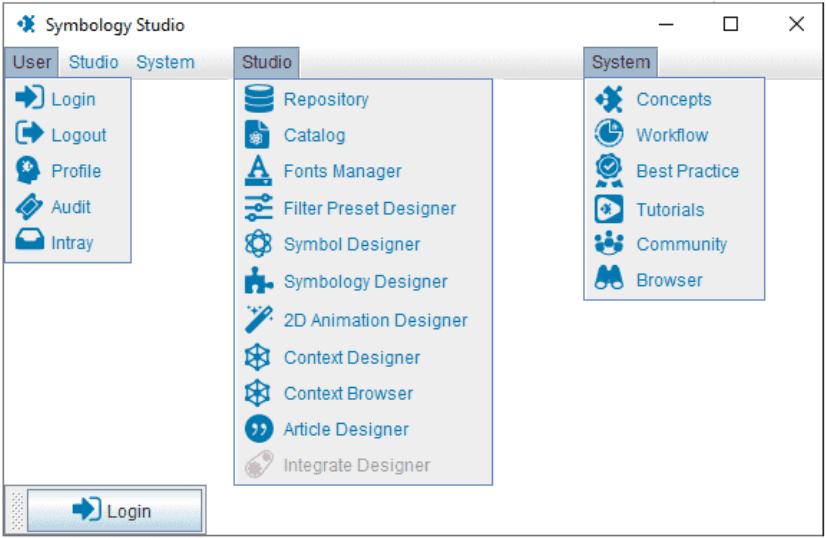 Symbology Studio
User Studio System
Login
Logout
Profile
Audit
Intray
Studio
Repository
Catalog
Fonts Manager
Filter Preset Designer
Symbol Designer
Symbology Designer
2D Animation Designer
Context Designer
Context Browser
Article Designer
Integrate Designer
System
Concepts
Workflow
Best Practice
Tutorials
Community
Browser
Login